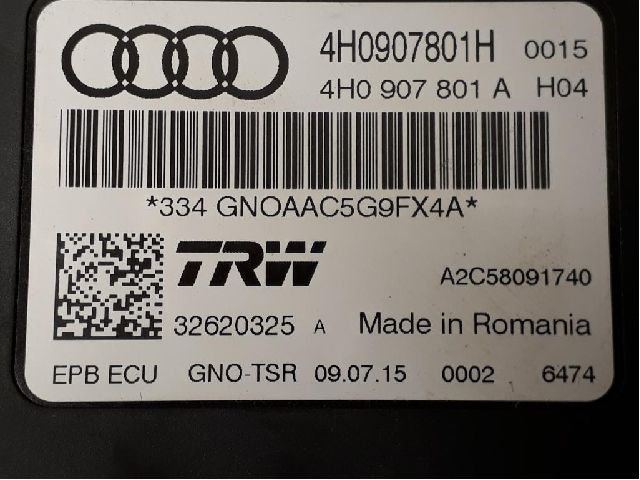 4H0907801H 0015
4H0 907 801 A H04
*334 GNOAAC5G9FX4A*
TRW A2C58091740
32620325 A Made in Romania
EPB ECU GNO-TSR 09.07.15 0002 6474